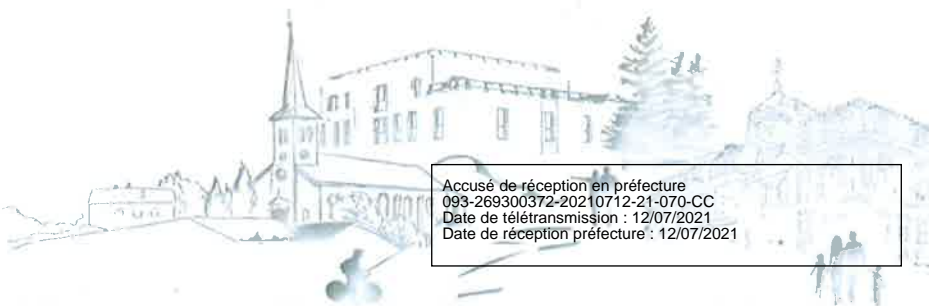 Accusé de réception en préfecture
093-269300372-20210712-21-070-CC
Date de télétransmission : 12/07/2021
Date de réception préfecture : 12/07/2021